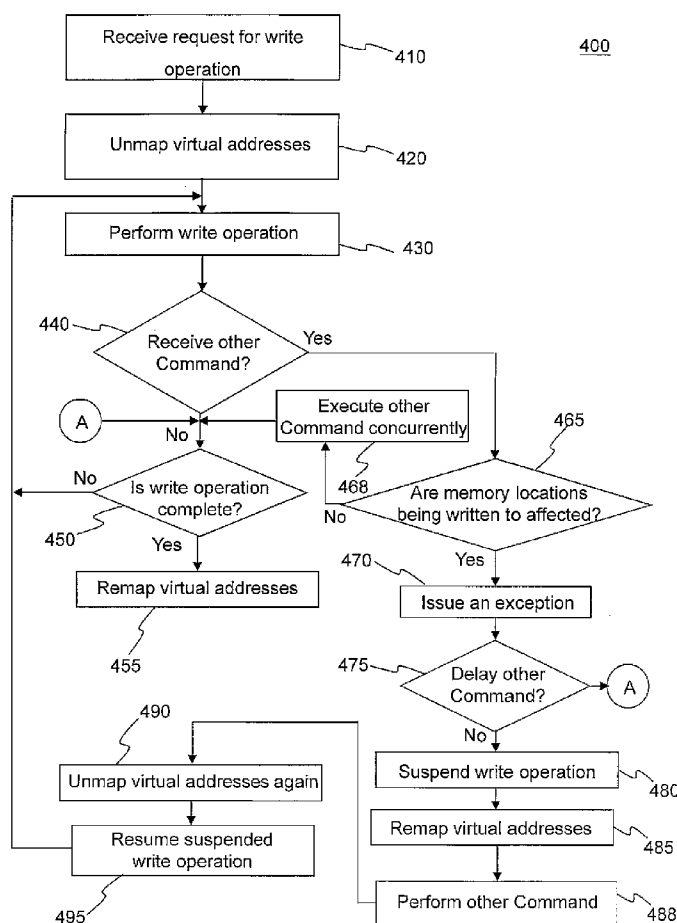 Receive request for write
operation
410
400
Unmap virtual addresses
420
Perform write operation
430
440
Receive other
Command?
Yes
A
No
Execute other
Command concurrently
468
465
Are memory locations
being written to affected?
No
Yes
No
Is write operation
complete?
450
Yes
Remap virtual addresses
455
470
Issue an exception
475
Delay other
Command?
A
No
490
Unmap virtual addresses again
Suspend write operation
480
Resume suspended
write operation
495
Remap virtual addresses
485
Perform other Command
488